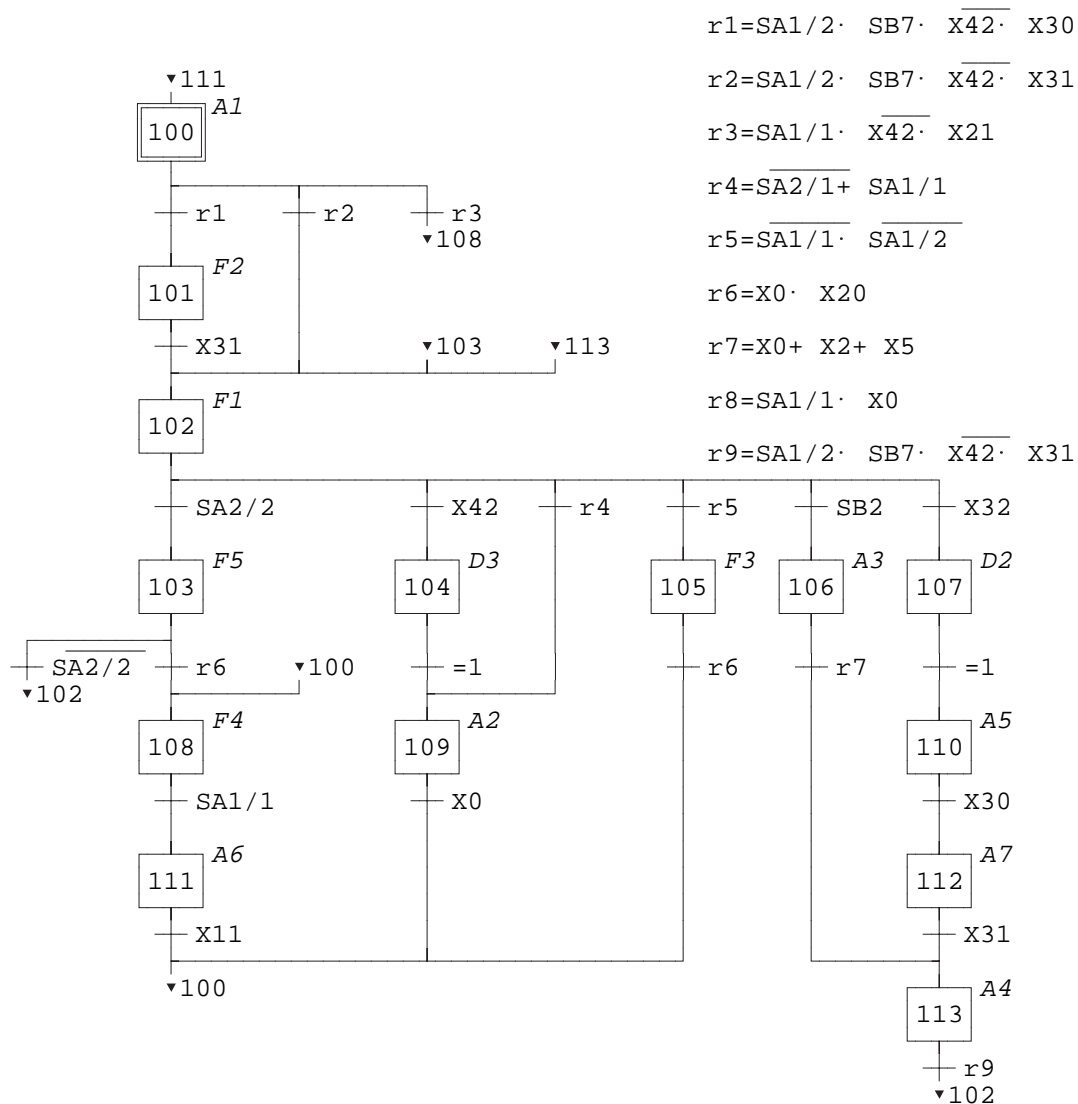 r1=SA1/2· SB7· X42· X30
▼111
r2=SA1/2· SB7· X42· X31
A1
100
r3=SA1/1· X42· X21
r4=SA2/1+ SA1/1
r1 r2 r3
▼108
r5=SA1/1· SA1/2
F2
101
r6=X0· X20
X31 ▼103 ▼113
r7=X0+ X2+ X5
F1
r8=SA1/1· X0
102
r9=SA1/2· SB7· X42· X31
SA2/2 X42 r4 r5 SB2 X32
F5 D3 F3 A3 D2
103 104 105 106 107
SA2/2 r6 ▼100 =1 r6 r7 =1
▼102
F4 A2 A5
108 109 110
SA1/1 X0 X30
A6 A7
111 112
X11 X31
▼100
A4
113
r9
▼102